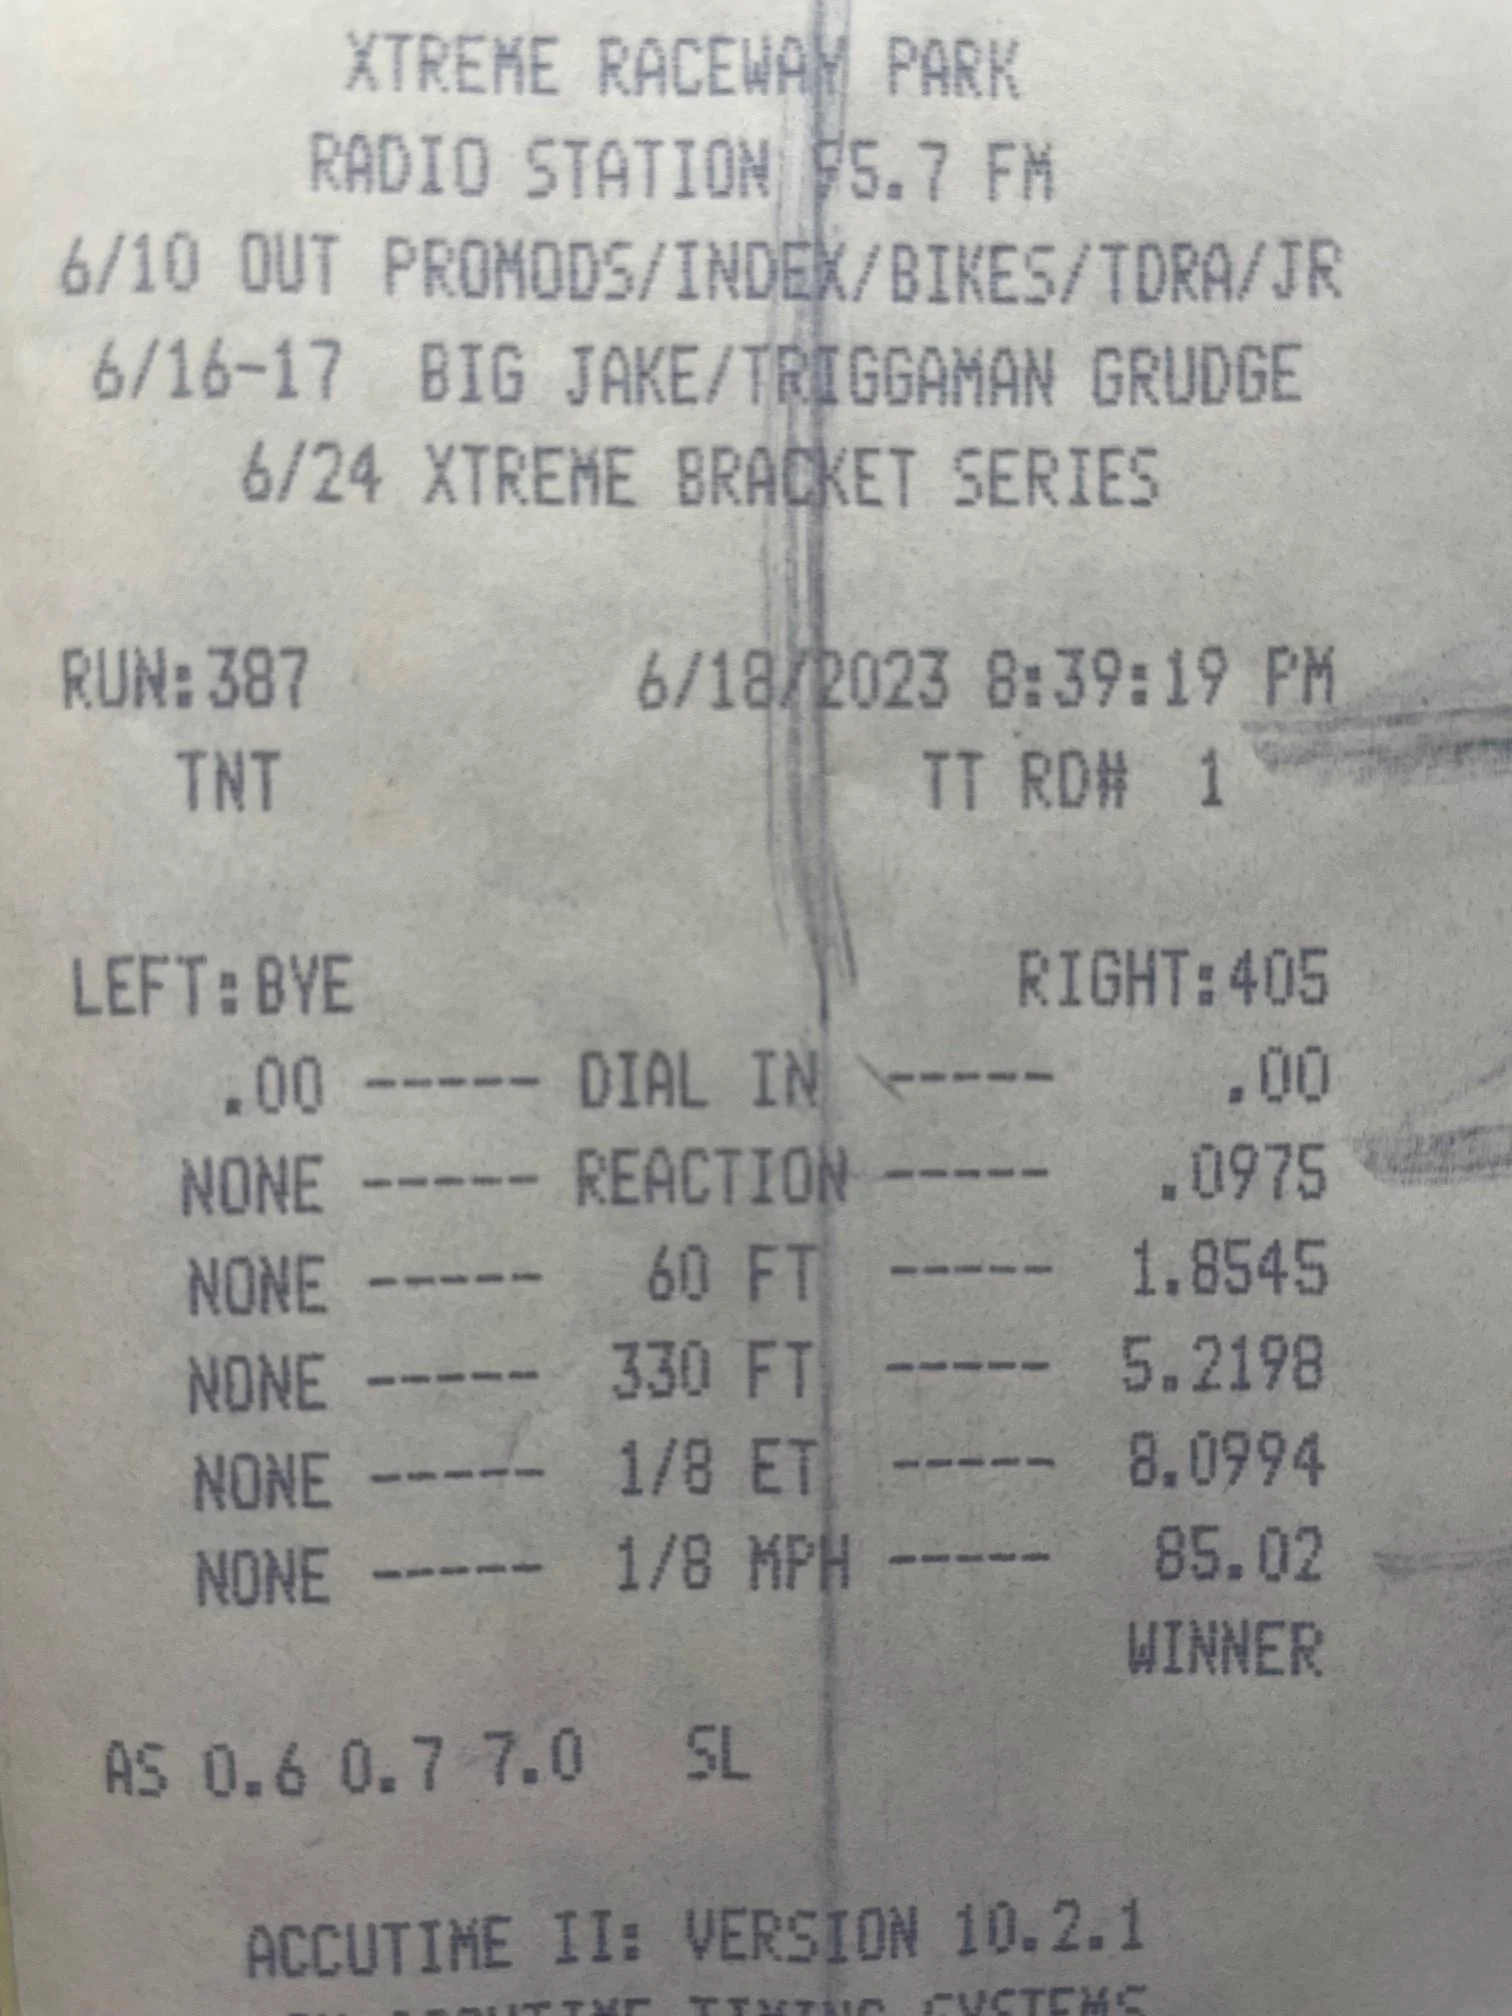 XTREME RACEWAY PARK
RADIO STATION 95.7 FM
6/10 OUT PROMODS/INDEX/BIKES/TDRA/JR
6/16-17 BIG JAKE/TRIGGAMAN GRUDGE
6/24 XTREME BRACKET SERIES
RUN:387 6/18/2023 8:39:19 PM
TNT TT RD# 1
LEFT:BYE RIGHT:405
.00 ----- DIAL IN ----- .00
NONE ----- REACTION ----- .0975
NONE ----- 60 FT ----- 1.8545
NONE ----- 330 FT ----- 5.2198
NONE ----- 1/8 ET ----- 8.0994
NONE ----- 1/8 MPH ----- 85.02
WINNER
AS 0.6 0.7 7.0 SL
ACCUTIME II: VERSION 10.2.1
ACCUTIME TIMING SYSTEMS